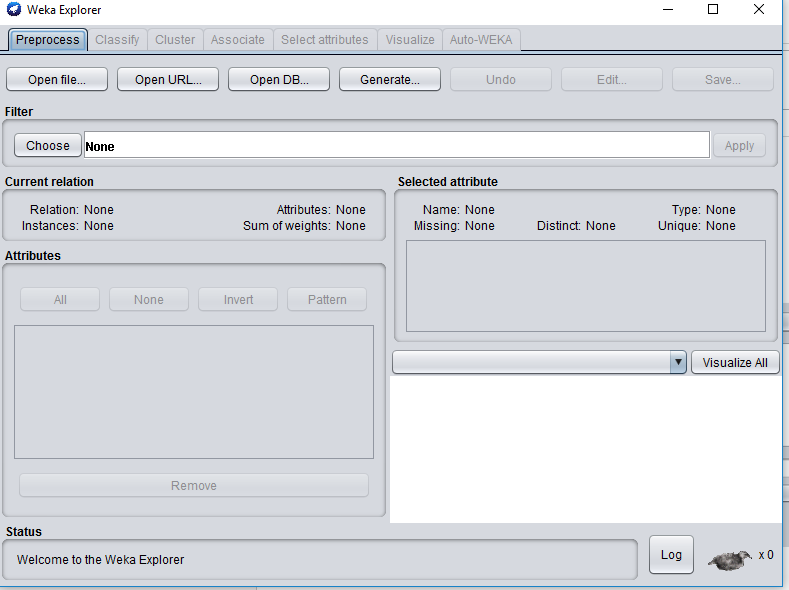 Weka Explorer
Preprocess Classify Cluster Associate Select attributes Visualize Auto-WEKA
Open file... Open URL... Open DB... Generate... Undo Edit... Save...
Filter
Choose None Apply
Current relation
Relation: None Attributes: None
Instances: None Sum of weights: None
Attributes
All None Invert Pattern
Remove
Selected attribute
Name: None Type: None
Missing: None Distinct: None Unique: None
Visualize All
Status
Welcome to the Weka Explorer
Log x 0